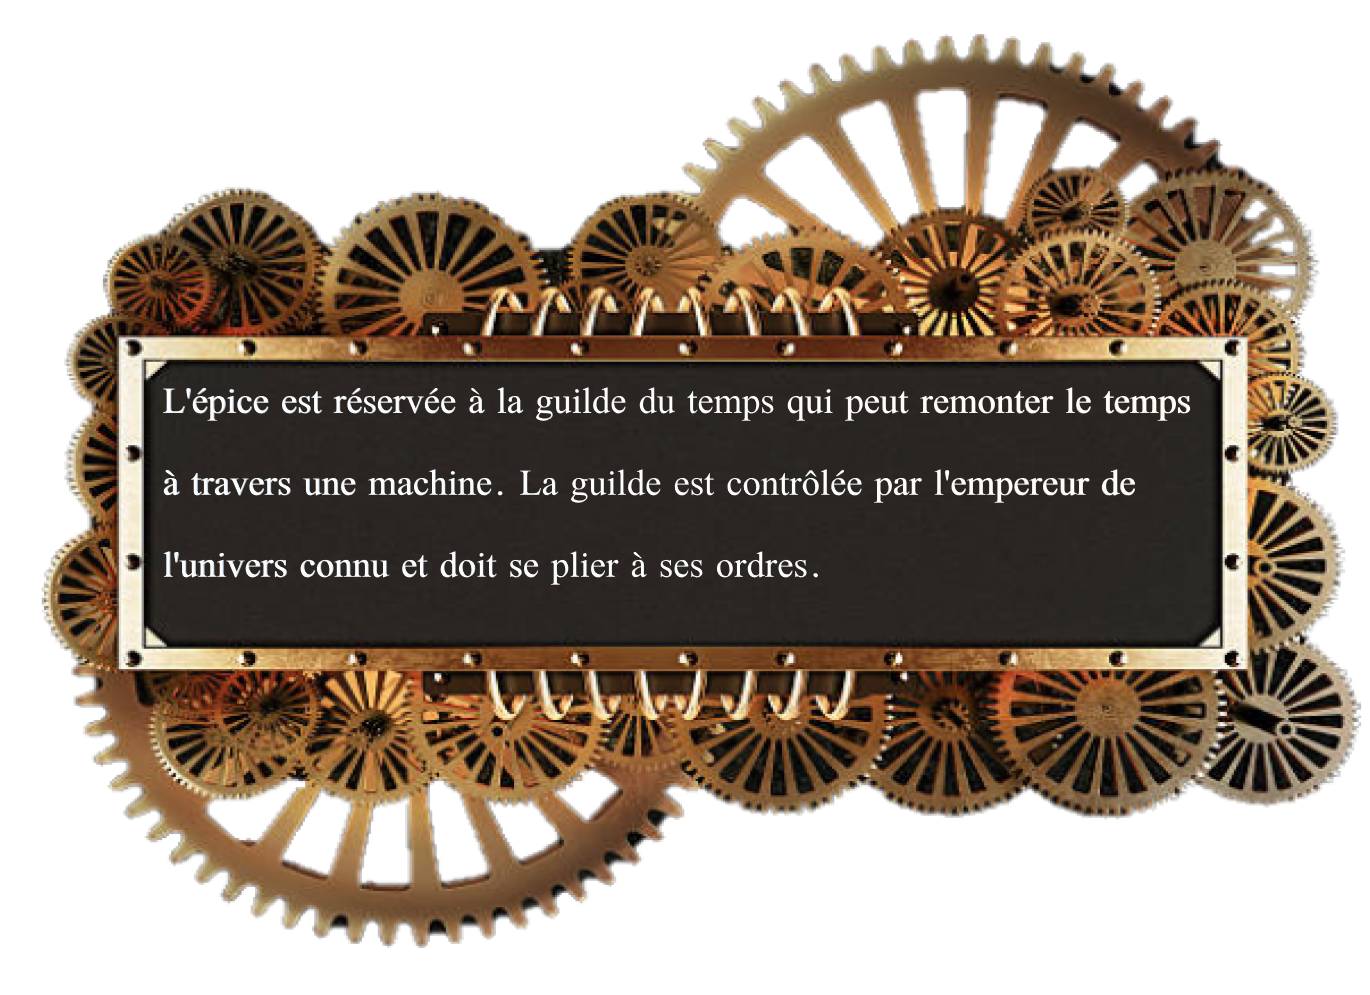 L'épice est réservée à la guilde du temps qui peut remonter le temps
à travers une machine. La guilde est contrôlée par l'empereur de
l'univers connu et doit se plier à ses ordres.